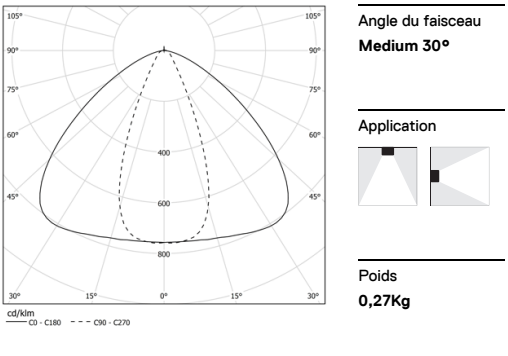 105°
105°
90°
90°
75°
75°
60°
60°
45°
45°
400
600
800
30°
15°
0°
15°
30°
cd/klm
C0 - C180
C90 - C270
Angle du faisceau
Medium 30°
Application
Poids
0,27Kg